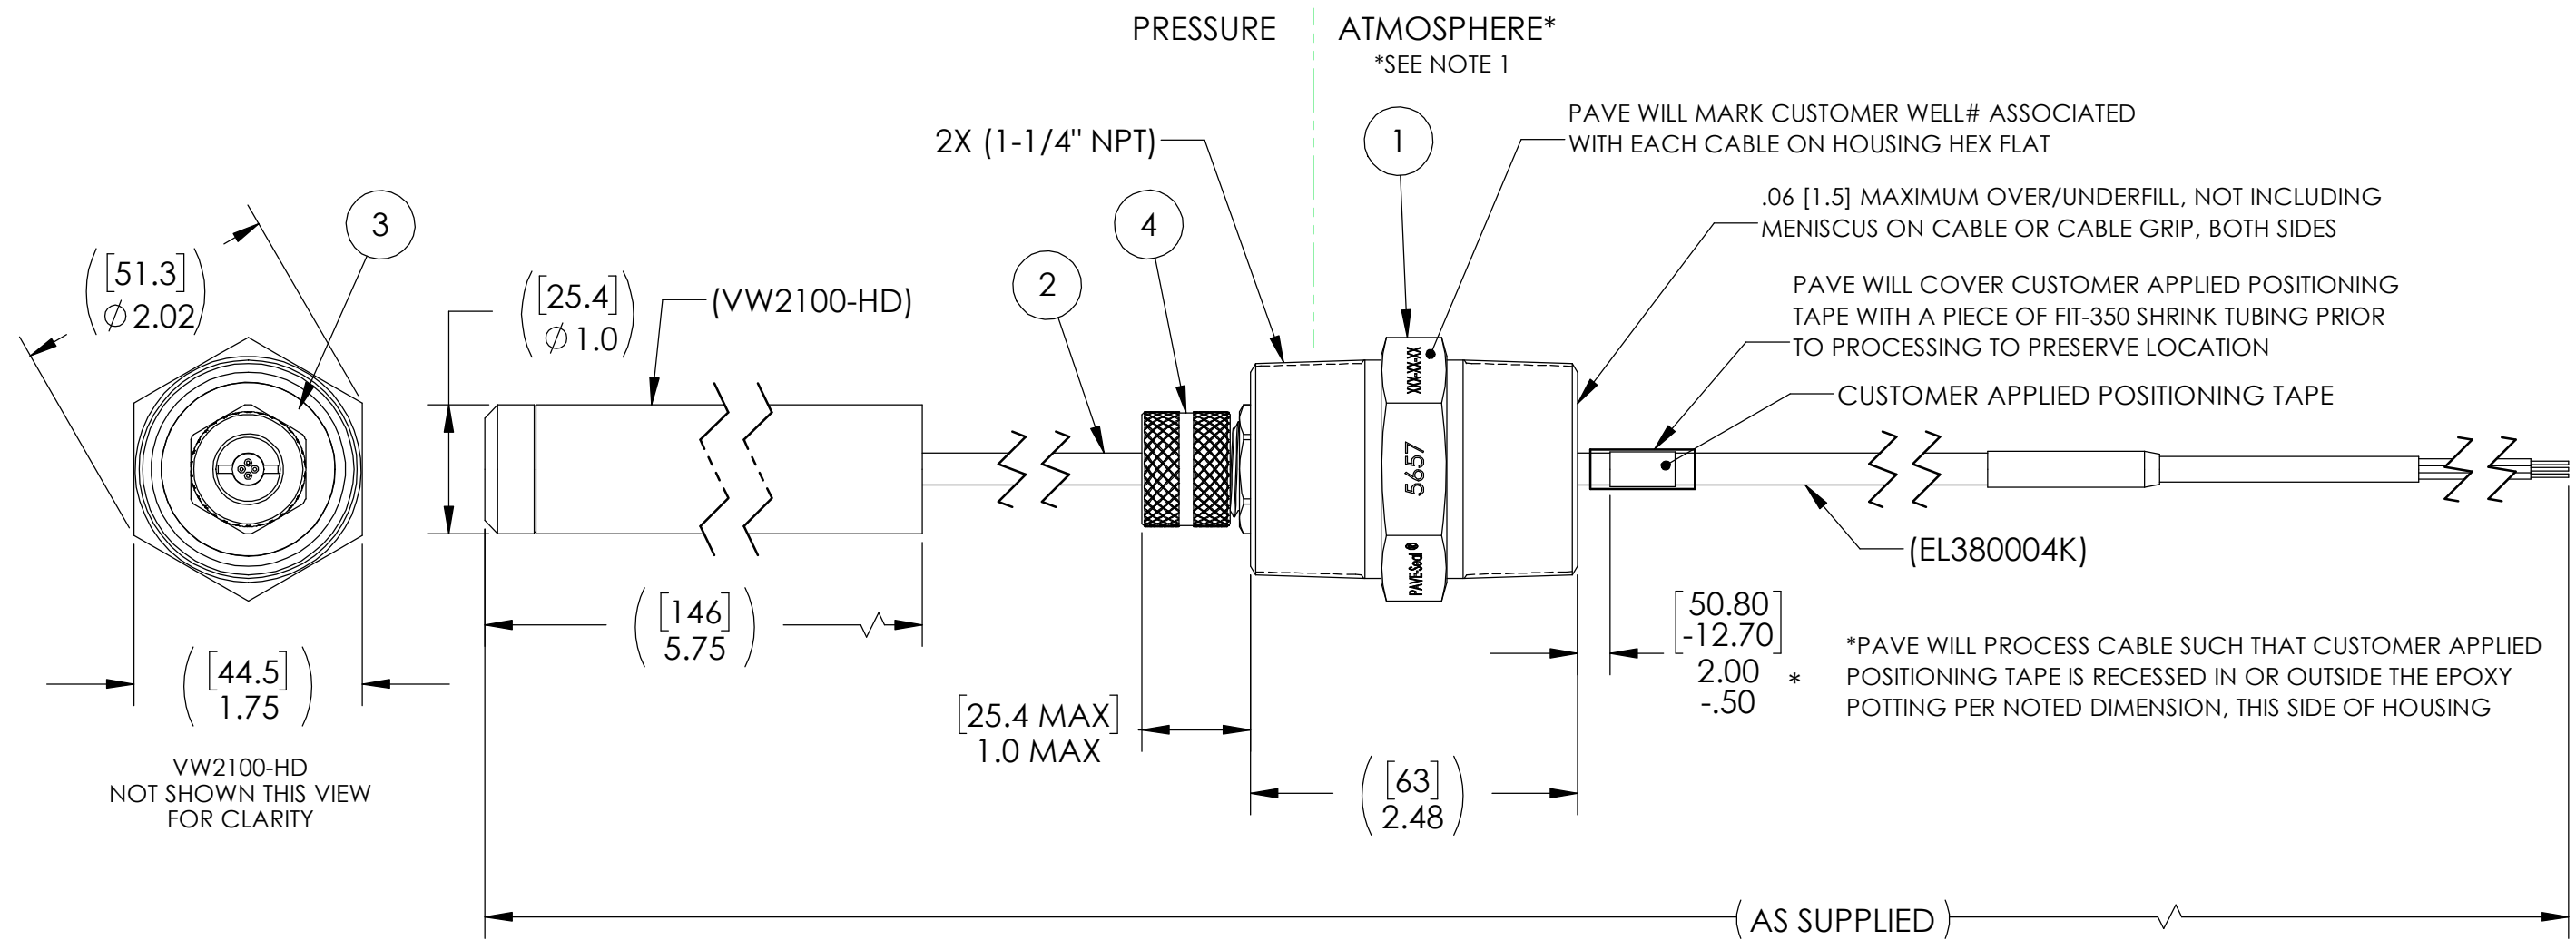 PRESSURE
ATMOSPHERE*
*SEE NOTE 1
PAVE WILL MARK CUSTOMER WELL# ASSOCIATED
WITH EACH CABLE ON HOUSING HEX FLAT
2X (1-1/4" NPT)
1
.06 [1.5] MAXIMUM OVER/UNDERFILL, NOT INCLUDING
MENISCUS ON CABLE OR CABLE GRIP, BOTH SIDES
3
4
2
[51.3]
(⌀2.02)
[25.4]
(⌀1.0)
(VW2100-HD)
PAVE WILL COVER CUSTOMER APPLIED POSITIONING
TAPE WITH A PIECE OF FIT-350 SHRINK TUBING PRIOR
TO PROCESSING TO PRESERVE LOCATION
CUSTOMER APPLIED POSITIONING TAPE
XXX-XX-XX
5657
PAVE-Seal ®
(EL380004K)
([146]
5.75)
([44.5]
1.75)
VW2100-HD
NOT SHOWN THIS VIEW
FOR CLARITY
[25.4 MAX]
1.0 MAX
([63]
2.48)
[50.80
-12.70]
2.00
-.50 *
*PAVE WILL PROCESS CABLE SUCH THAT CUSTOMER APPLIED
POSITIONING TAPE IS RECESSED IN OR OUTSIDE THE EPOXY
POTTING PER NOTED DIMENSION, THIS SIDE OF HOUSING
(AS SUPPLIED)